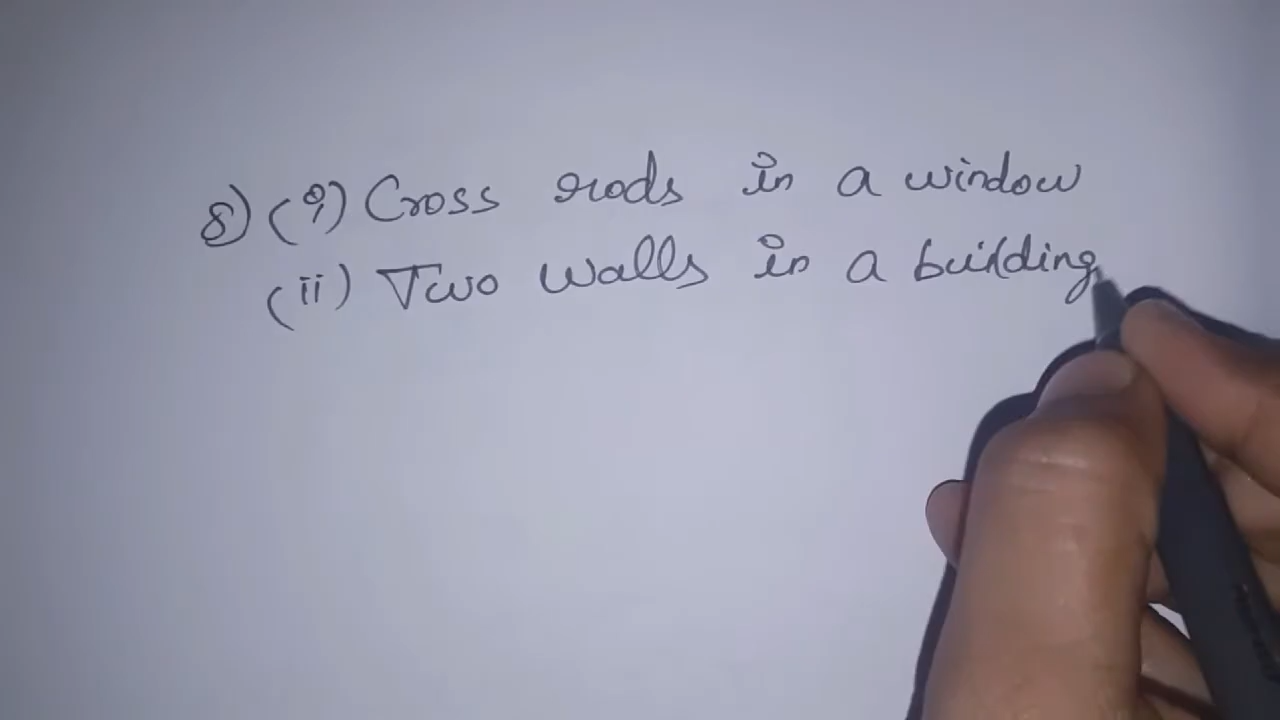 8) (i) Cross rods in a window
(ii) Two walls in a building